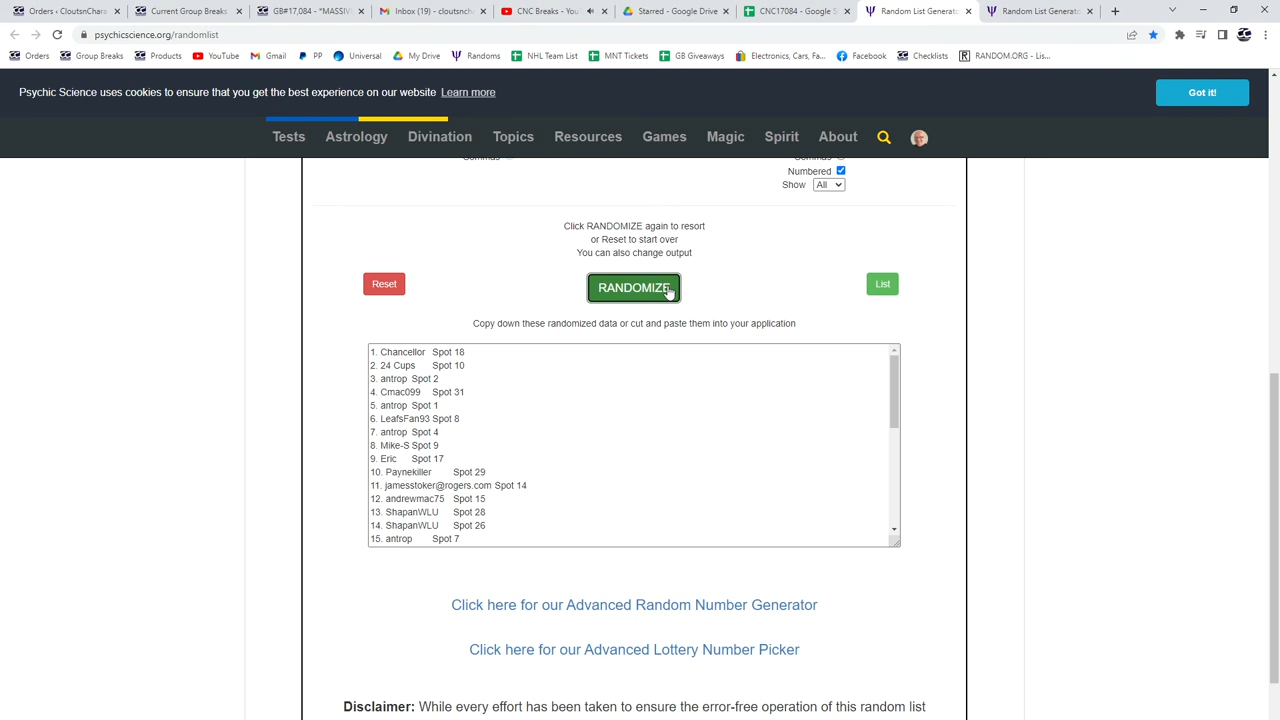 Orders ‹ CloutsnChara
Current Group Breaks
GB#17,084 - *MASSIV
Inbox (19) - cloutsnch
CNC Breaks - You
Starred - Google Drive
CNC17084 - Google S
Random List Generato
Random List Generato
psychicscience.org/randomlist
Orders
Group Breaks
Products
YouTube
Gmail
PP
Universal
My Drive
Randoms
NHL Team List
MNT Tickets
GB Giveaways
Electronics, Cars, Fa...
Facebook
Checklists
RANDOM.ORG - Lis...
Psychic Science uses cookies to ensure that you get the best experience on our website Learn more
Got it!
Tests
Astrology
Divination
Topics
Resources
Games
Magic
Spirit
About
Numbered
Show All
Click RANDOMIZE again to resort
or Reset to start over
You can also change output
Reset
RANDOMIZE
List
Copy down these randomized data or cut and paste them into your application
1. Chancellor Spot 18
2. 24 Cups Spot 10
3. antrop Spot 2
4. Cmac099 Spot 31
5. antrop Spot 1
6. LeafsFan93 Spot 8
7. antrop Spot 4
8. Mike-S Spot 9
9. Eric Spot 17
10. Paynekiller Spot 29
11. jamesstoker@rogers.com Spot 14
12. andrewmac75 Spot 15
13. ShapanWLU Spot 28
14. ShapanWLU Spot 26
15. antrop Spot 7
Click here for our Advanced Random Number Generator
Click here for our Advanced Lottery Number Picker
Disclaimer: While every effort has been taken to ensure the error-free operation of this random list